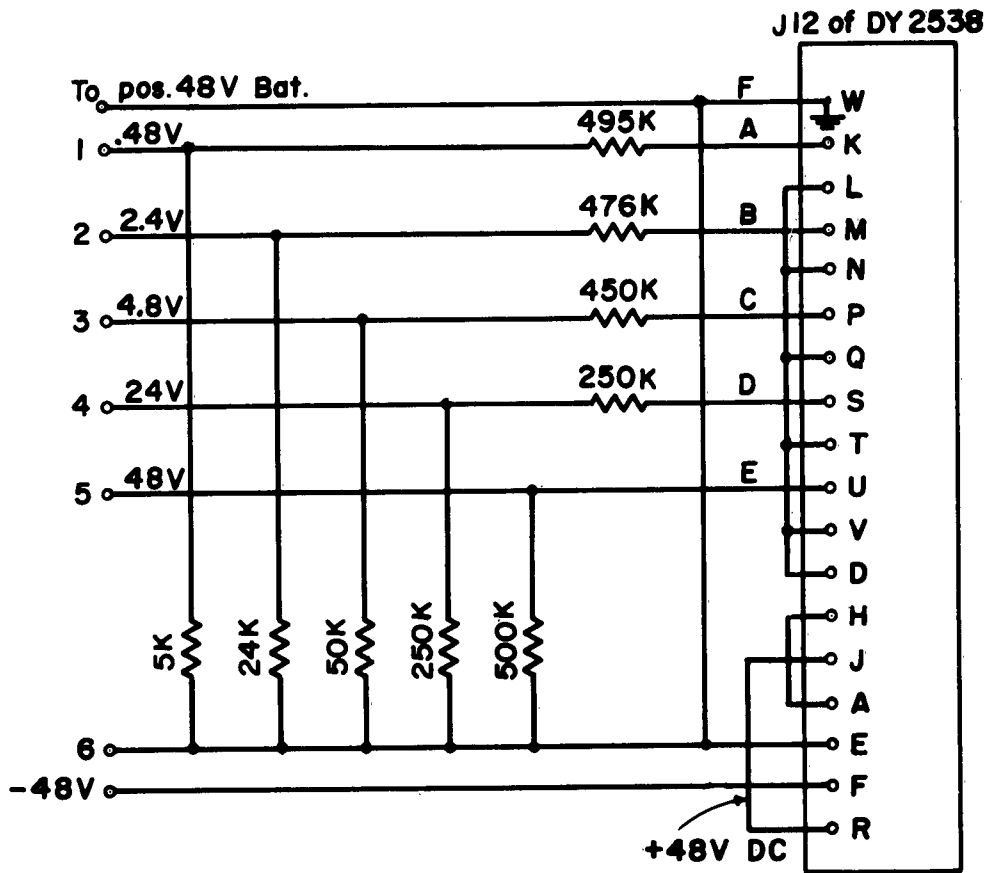 J12 of DY 2538
To pos. 48V Bat. F W
1 .48V 495K A K
L
2 2.4V 476K B M
N
3 4.8V 450K C P
Q
4 24V 250K D S
T
5 48V E U
V
D
H
5K 24K 50K 250K 500K
J
A
6 E
-48V F
R
+48V DC